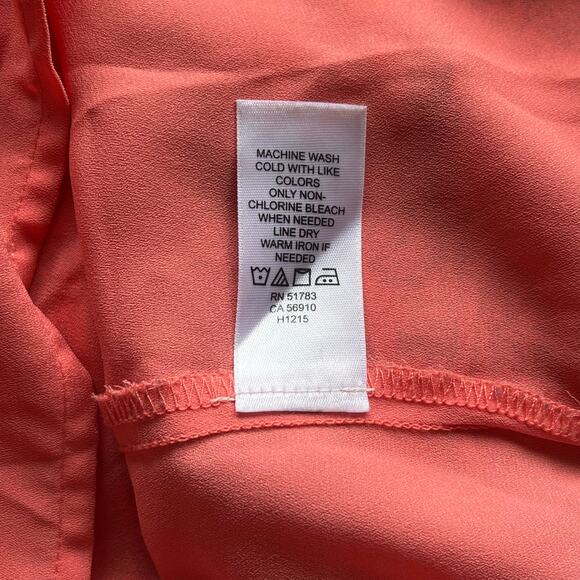 MACHINE WASH
COLD WITH LIKE
COLORS
ONLY NON-
CHLORINE BLEACH
WHEN NEEDED
LINE DRY
WARM IRON IF
NEEDED
RN 51783
CA 56910
H1215